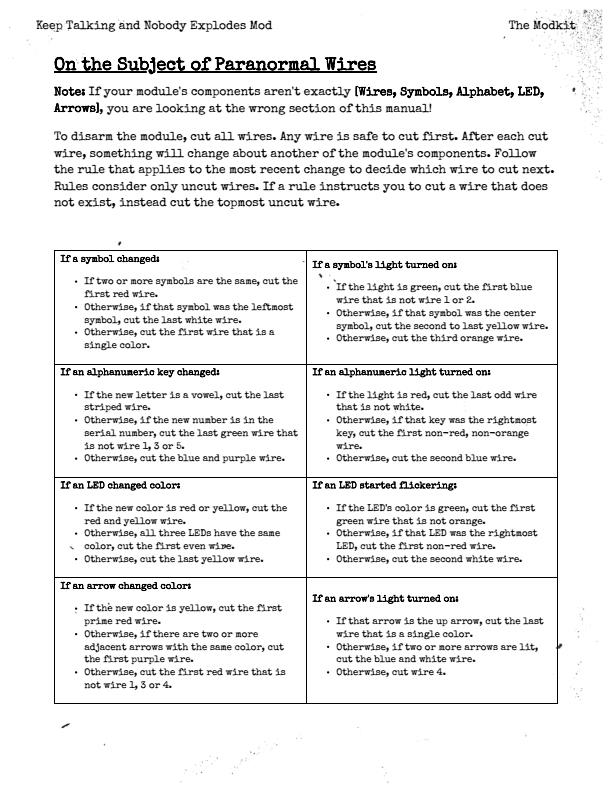 Keep Talking and Nobody Explodes Mod
The Modkit
On the Subject of Paranormal Wires
Note: If your module's components aren't exactly [Wires, Symbols, Alphabet, LED,
Arrows], you are looking at the wrong section of this manual!
To disarm the module, cut all wires. Any wire is safe to cut first. After each cut
wire, something will change about another of the module's components. Follow
the rule that applies to the most recent change to decide which wire to cut next.
Rules consider only uncut wires. If a rule instructs you to cut a wire that does
not exist, instead cut the topmost uncut wire.
If a symbol changed:
• If two or more symbols are the same, cut the
first red wire.
• Otherwise, if that symbol was the leftmost
symbol, cut the last white wire.
• Otherwise, cut the first wire that is a
single color.
If a symbol's light turned on:
• If the light is green, cut the first blue
wire that is not wire 1 or 2.
• Otherwise, if that symbol was the center
symbol, cut the second to last yellow wire.
• Otherwise, cut the third orange wire.
If an alphanumeric key changed:
• If the new letter is a vowel, cut the last
striped wire.
• Otherwise, if the new number is in the
serial number, cut the last green wire that
is not wire 1, 3 or 5.
• Otherwise, cut the blue and purple wire.
If an alphanumeric light turned on:
• If the light is red, cut the last odd wire
that is not white.
• Otherwise, if that key was the rightmost
key, cut the first non-red, non-orange
wire.
• Otherwise, cut the second blue wire.
If an LED changed color:
• If the new color is red or yellow, cut the
red and yellow wire.
• Otherwise, all three LEDs have the same
color, cut the first even wire.
• Otherwise, cut the last yellow wire.
If an LED started flickering:
• If the LED's color is green, cut the first
green wire that is not orange.
• Otherwise, if that LED was the rightmost
LED, cut the first non-red wire.
• Otherwise, cut the second white wire.
If an arrow changed color:
• If the new color is yellow, cut the first
prime red wire.
• Otherwise, if there are two or more
adjacent arrows with the same color, cut
the first purple wire.
• Otherwise, cut the first red wire that is
not wire 1, 3 or 4.
If an arrow's light turned on:
• If that arrow is the up arrow, cut the last
wire that is a single color.
• Otherwise, if two or more arrows are lit,
cut the blue and white wire.
• Otherwise, cut wire 4.